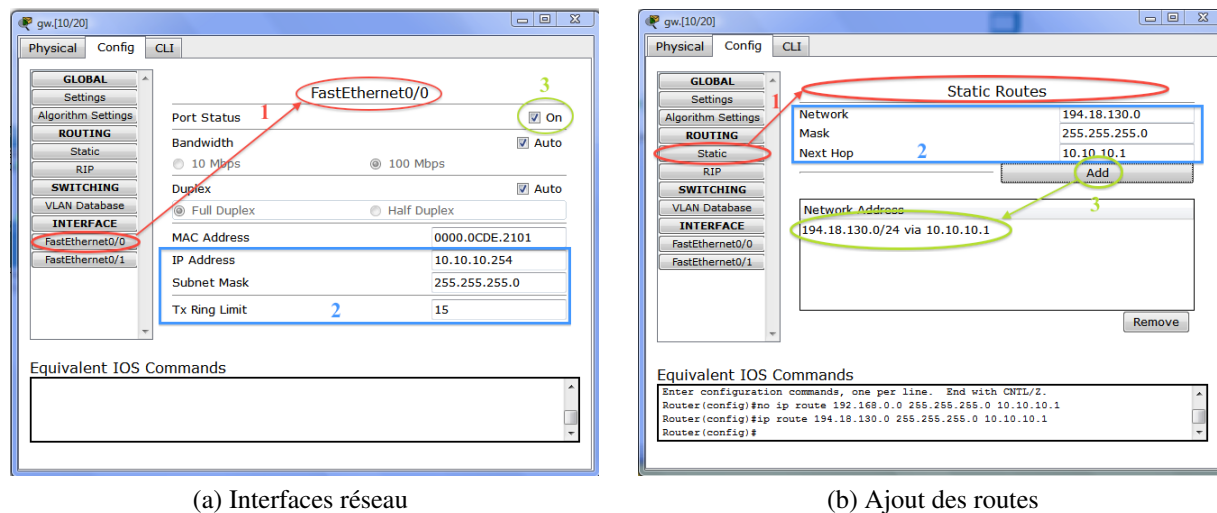 gw.[10/20]
Physical Config CLI
GLOBAL
Settings
Algorithm Settings
ROUTING
Static
RIP
SWITCHING
VLAN Database
INTERFACE
FastEthernet0/0
FastEthernet0/1
FastEthernet0/0
1
3
Port Status On
Bandwidth Auto
10 Mbps 100 Mbps
Duplex Auto
Full Duplex Half Duplex
MAC Address 0000.0CDE.2101
IP Address 10.10.10.254
Subnet Mask 255.255.255.0
Tx Ring Limit 2 15
Equivalent IOS Commands
(a) Interfaces réseau
gw.[10/20]
Physical Config CLI
GLOBAL
Settings
Algorithm Settings
ROUTING
Static
RIP
SWITCHING
VLAN Database
INTERFACE
FastEthernet0/0
FastEthernet0/1
1
Static Routes
Network 194.18.130.0
Mask 255.255.255.0
Next Hop 2 10.10.10.1
Add
3
Network Address
194.18.130.0/24 via 10.10.10.1
Remove
Equivalent IOS Commands
Enter configuration commands, one per line. End with CNTL/Z.
Router(config)#no ip route 192.168.0.0 255.255.255.0 10.10.10.1
Router(config)#ip route 194.18.130.0 255.255.255.0 10.10.10.1
Router(config)#
(b) Ajout des routes